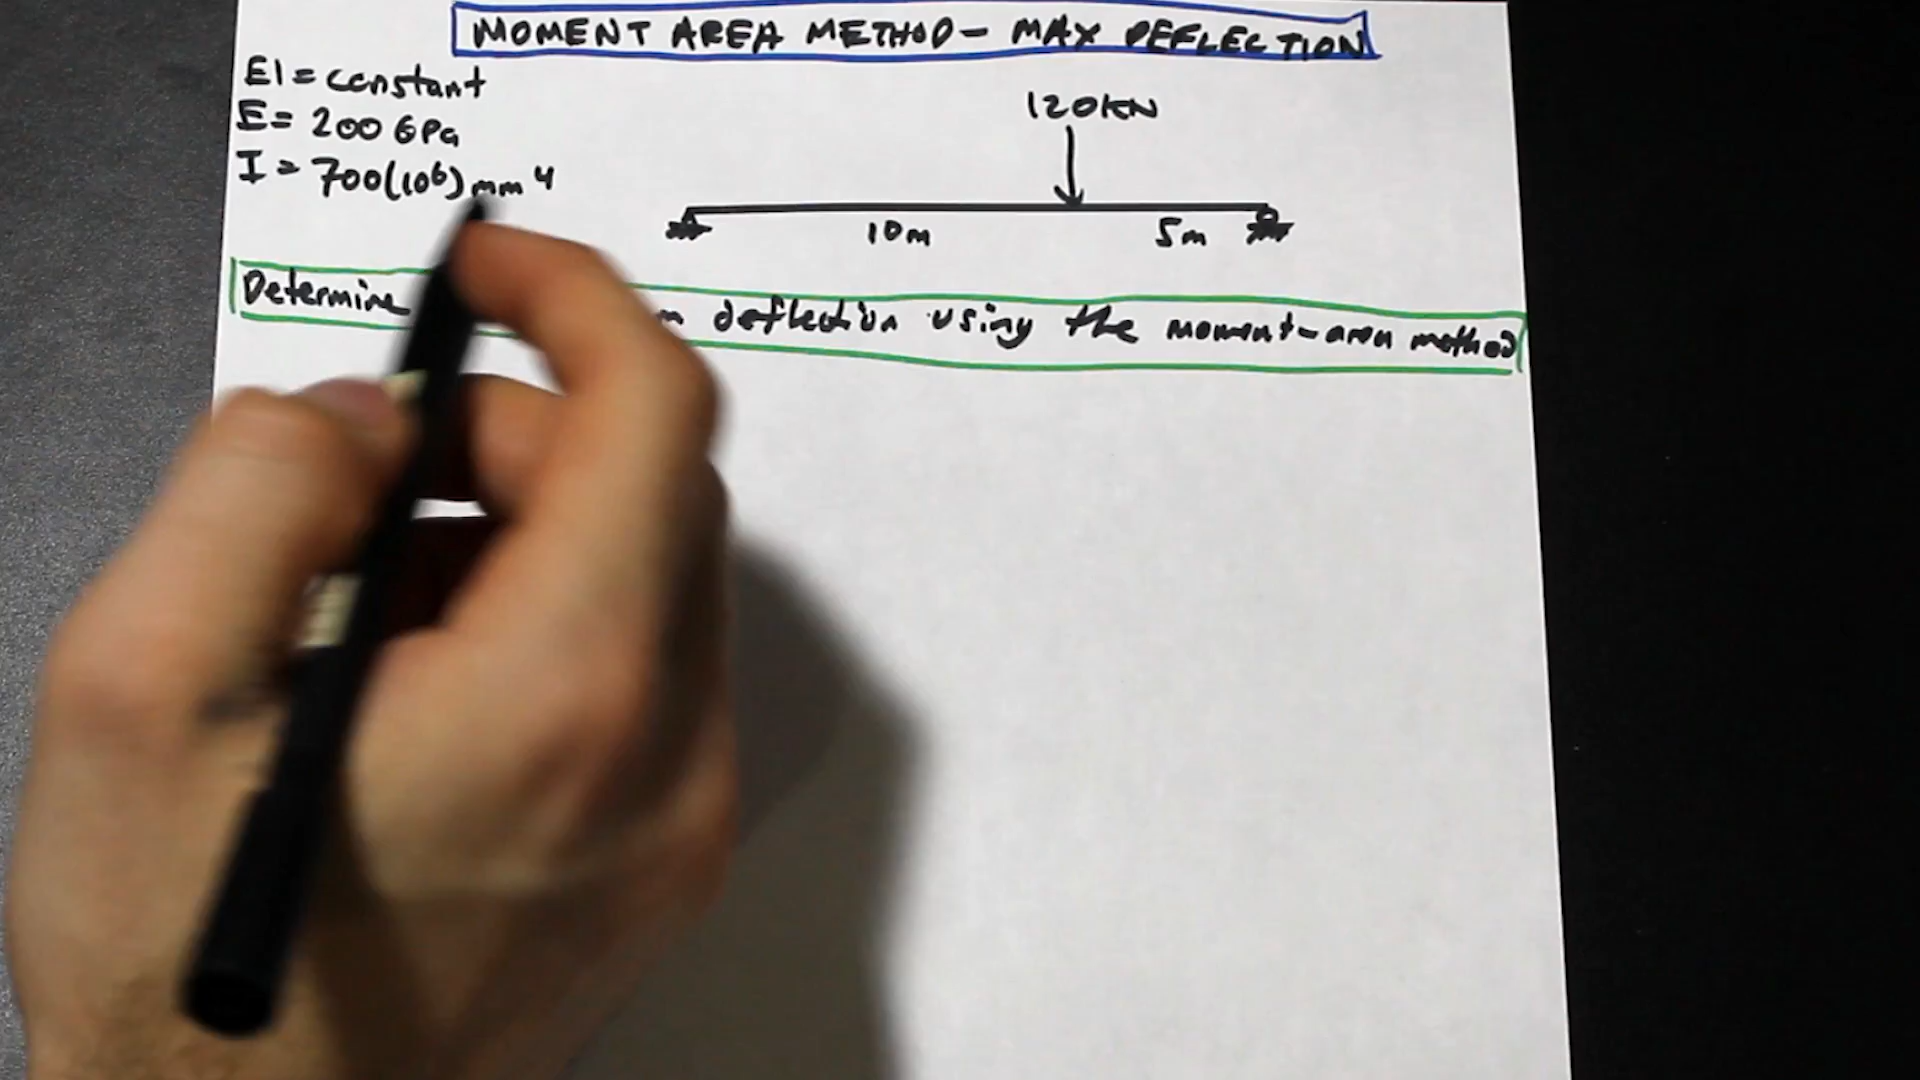 MOMENT AREA METHOD - MAX DEFLECTION
EI = constant
E = 200 GPa
I = 700(10⁶) mm⁴
120KN
10m 5m
Determine deflection using the moment-area method